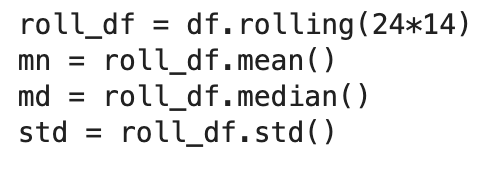 roll_df = df.rolling(24*14)
mn = roll_df.mean()
md = roll_df.median()
std = roll_df.std()